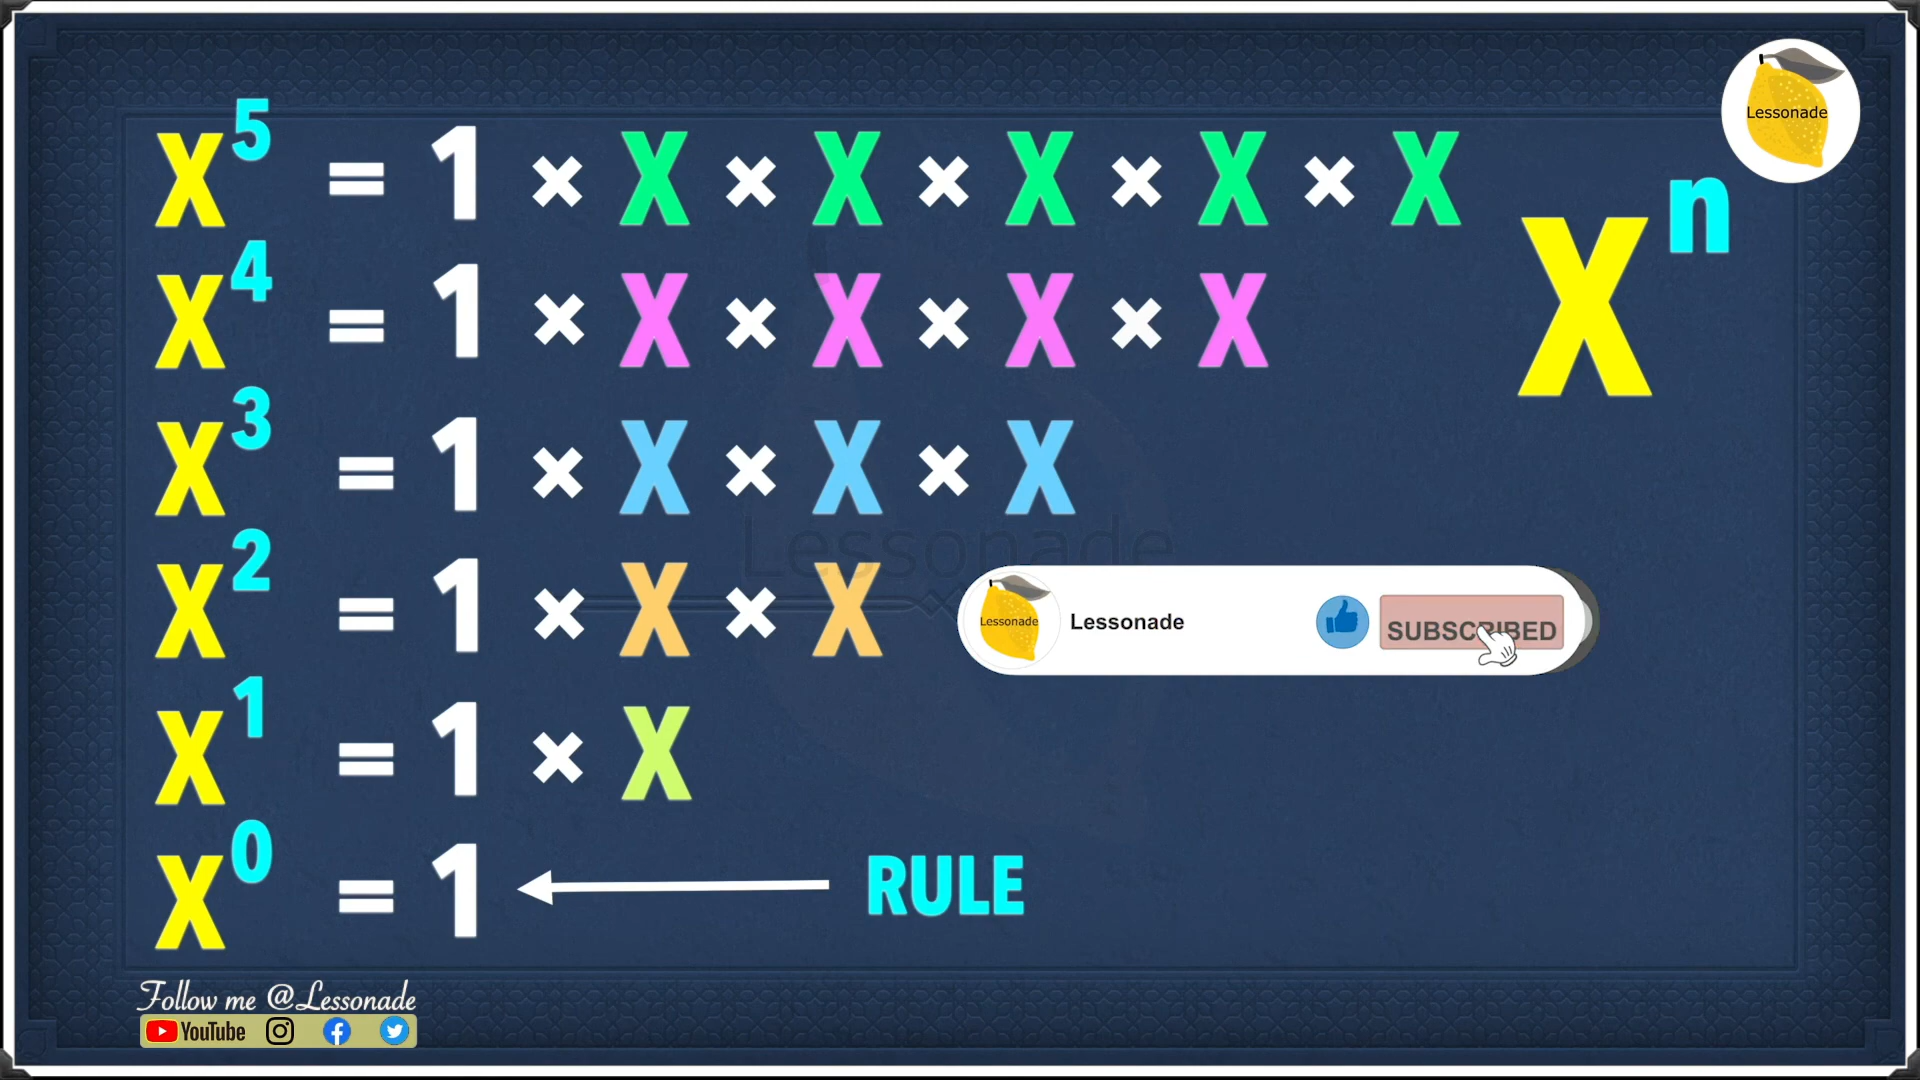 Lessonade
X⁵ = 1 × X × X × X × X × X
Xⁿ
X⁴ = 1 × X × X × X × X
X³ = 1 × X × X × X
Lessonade
X² = 1 × X × X
Lessonade Lessonade SUBSCRIBED
X¹ = 1 × X
X⁰ = 1 RULE
Follow me @Lessonade
YouTube